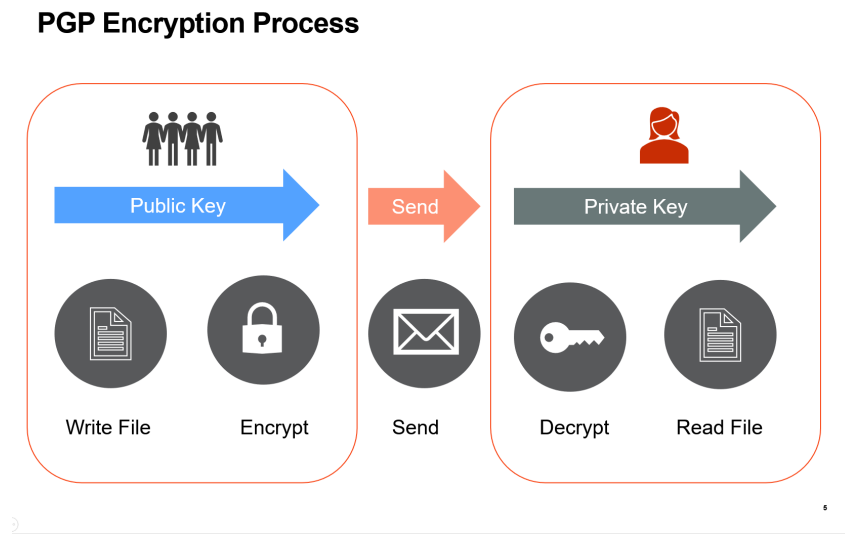 PGP Encryption Process
Public Key
Send
Private Key
Write File
Encrypt
Send
Decrypt
Read File
5